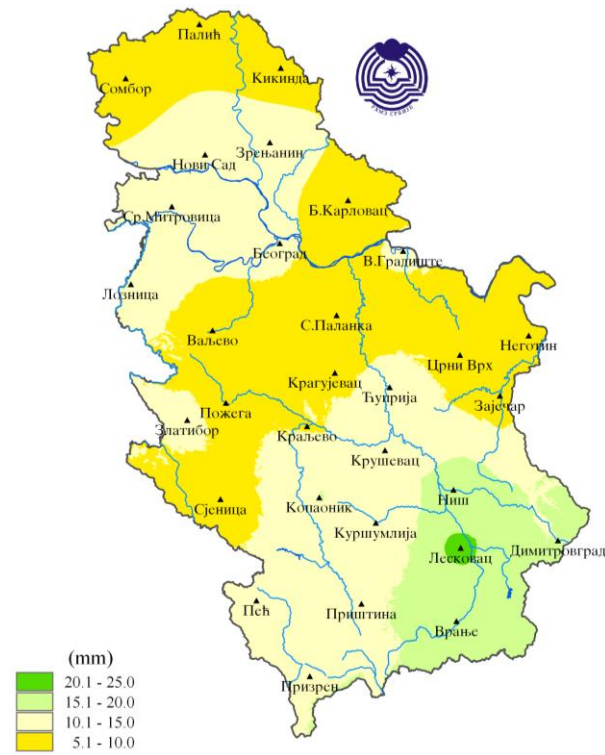 Палић
Кикинда
Сомбор
РХМЗ СРБИЈЕ
Зрењанин
Нови Сад
Б.Карловац
Ср.Митровица
Београд
В.Градиште
Лозница
С.Паланка
Ваљево
Неготин
Црни Врх
Крагујевац
Ћуприја
Зајечар
Пожега
Златибор
Краљево
Крушевац
Ниш
Копаоник
Сјеница
Куршумлија
Лесковац
Димитровград
Пећ
Приштина
Врање
Призрен
(mm)
20.1 - 25.0
15.1 - 20.0
10.1 - 15.0
5.1 - 10.0